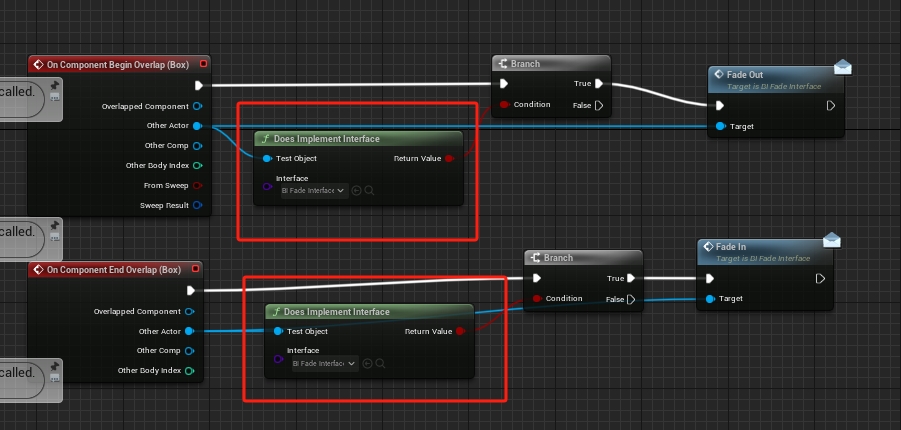 called.
On Component Begin Overlap (Box)
Overlapped Component
Other Actor
Other Comp
Other Body Index
From Sweep
Sweep Result
Does Implement Interface
Test Object
Return Value
Interface
BI Fade Interface
Branch
True
Condition
False
Fade Out
Target is DI Fade Interface
Target
called.
On Component End Overlap (Box)
Overlapped Component
Other Actor
Other Comp
Other Body Index
called.
Does Implement Interface
Test Object
Return Value
Interface
BI Fade Interfac
Branch
True
Condition
False
Fade In
Target is DI Fade Interface
Target